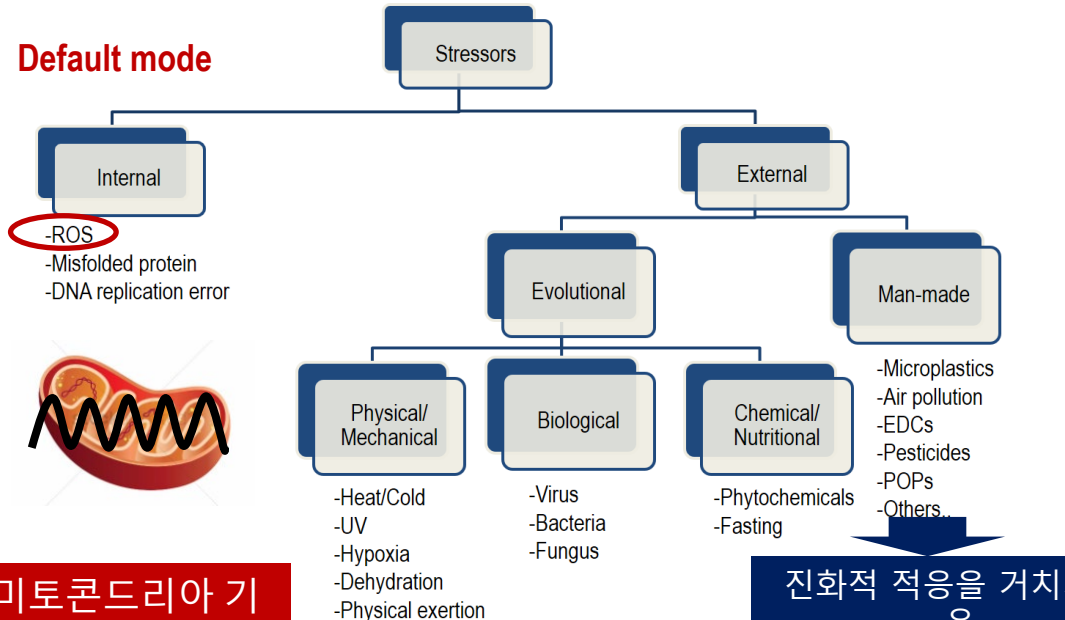 Default mode
Stressors
Internal
-ROS
-Misfolded protein
-DNA replication error
External
Evolutional
Man-made
-Microplastics
-Air pollution
-EDCs
-Pesticides
-POPs
-Others..
Physical/
Mechanical
-Heat/Cold
-UV
-Hypoxia
-Dehydration
-Physical exertion
Biological
-Virus
-Bacteria
-Fungus
Chemical/
Nutritional
-Phytochemicals
-Fasting
미토콘드리아 기
진화적 적응을 거치